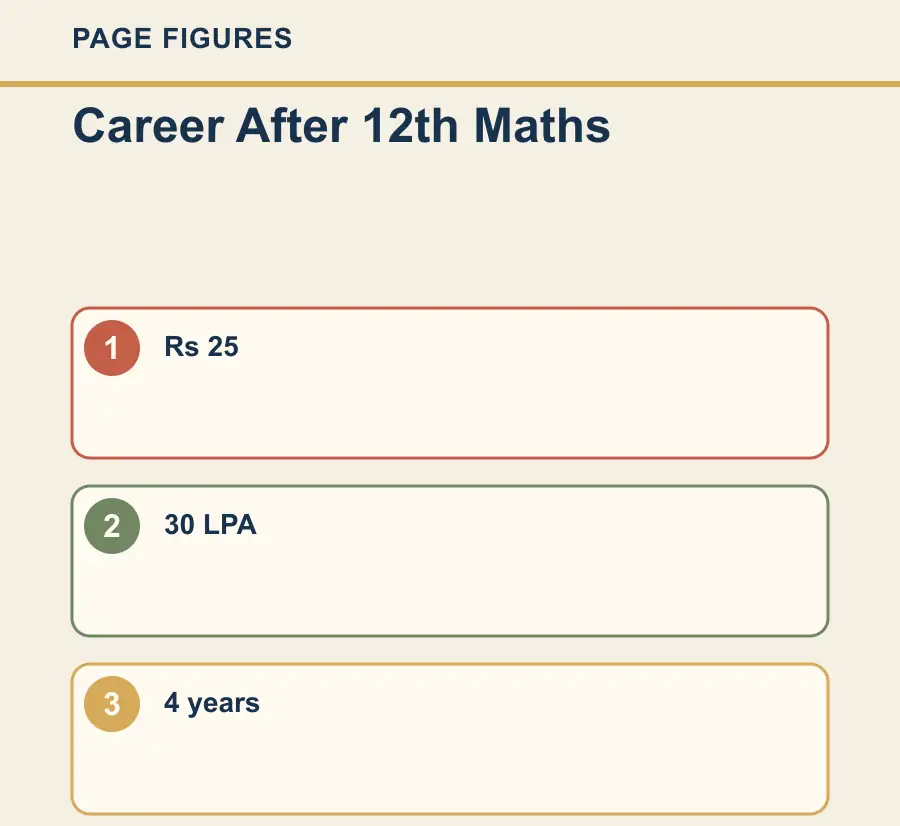 PAGE FIGURES
Career After 12th Maths
1 Rs 25
2 30 LPA
3 4 years